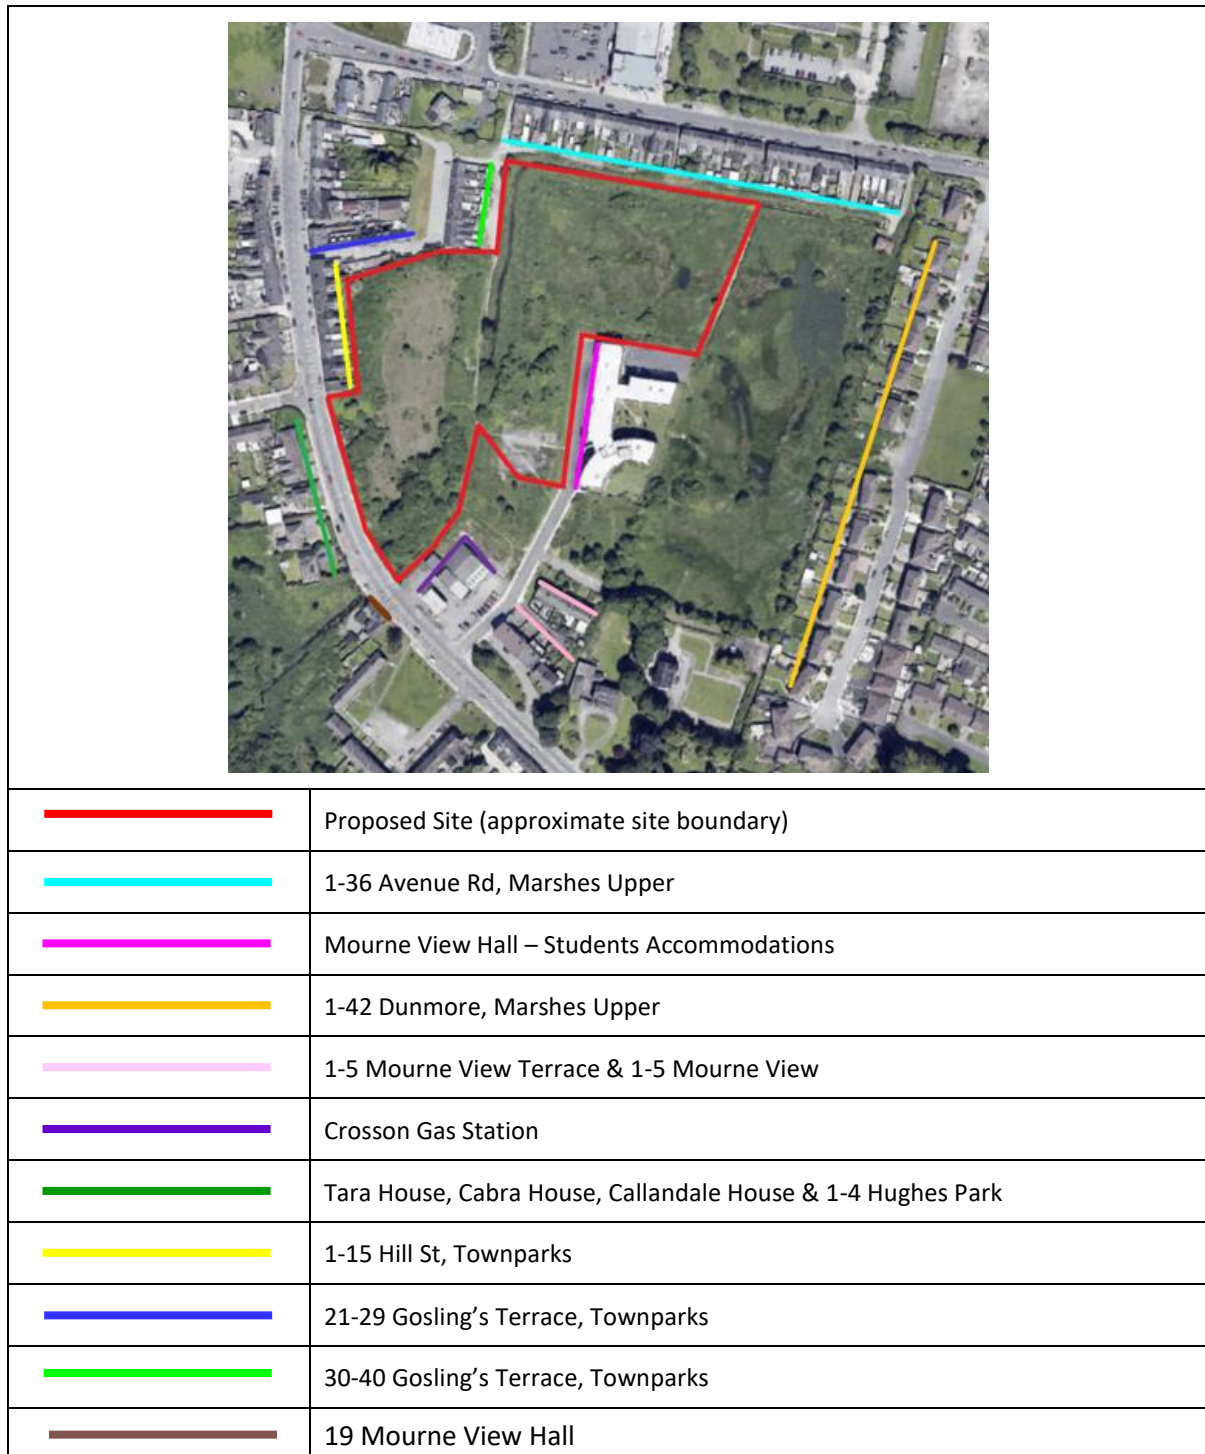 Proposed Site (approximate site boundary)
1-36 Avenue Rd, Marshes Upper
Mourne View Hall – Students Accommodations
1-42 Dunmore, Marshes Upper
1-5 Mourne View Terrace & 1-5 Mourne View
Crosson Gas Station
Tara House, Cabra House, Callandale House & 1-4 Hughes Park
1-15 Hill St, Townparks
21-29 Gosling’s Terrace, Townparks
30-40 Gosling’s Terrace, Townparks
19 Mourne View Hall